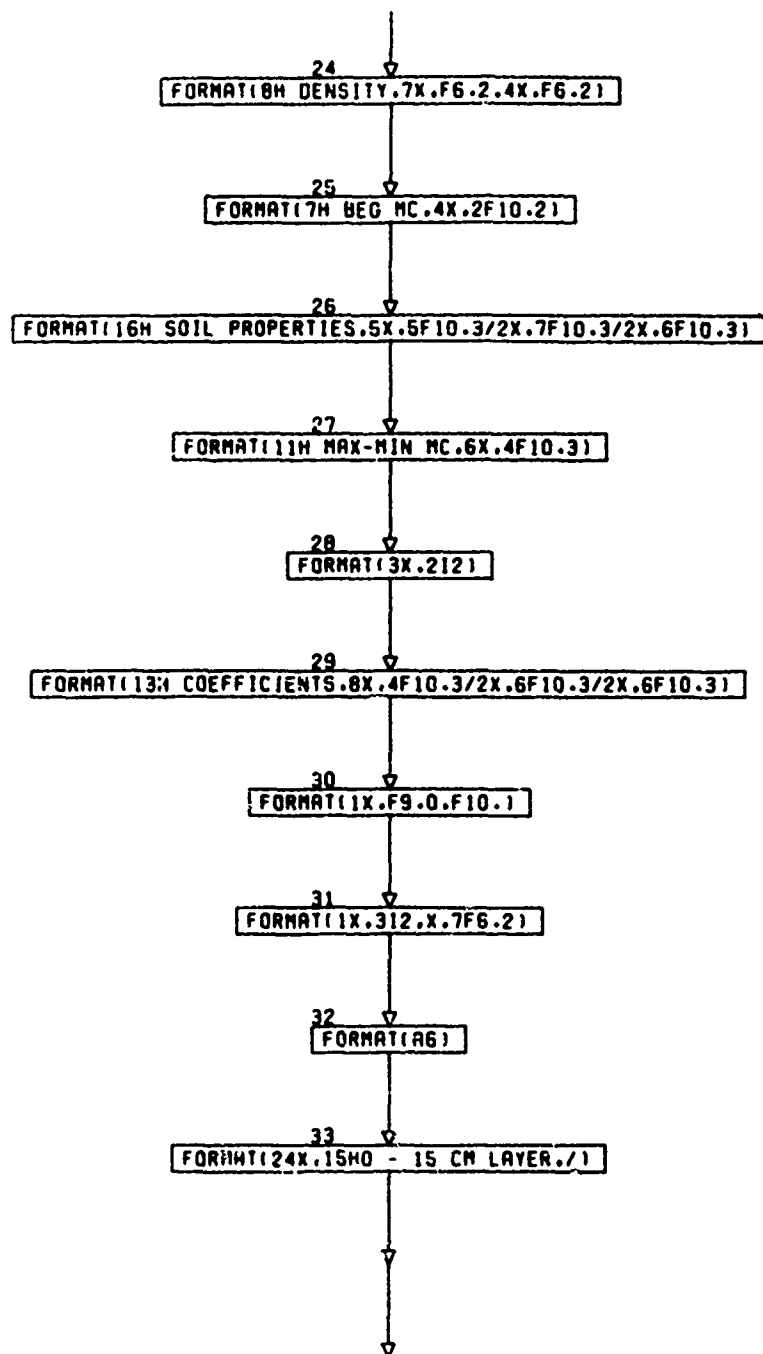 24
FORMAT(8H DENSITY.7X.F6.2.4X.F6.2)
25
FORMAT(7H BEG MC.4X.2F10.2)
26
FORMAT(16H SOIL PROPERTIES.5X.5F10.3/2X.7F10.3/2X.6F10.3)
27
FORMAT(11H MAX-MIN MC.6X.4F10.3)
28
FORMAT(3X.2I2)
29
FORMAT(13H COEFFICIENTS.8X.4F10.3/2X.6F10.3/2X.6F10.3)
30
FORMAT(1X.F9.0.F10.)
31
FORMAT(1X.3I2.X.7F6.2)
32
FORMAT(A6)
33
FORMAT(24X.15H0 - 15 CM LAYER./)